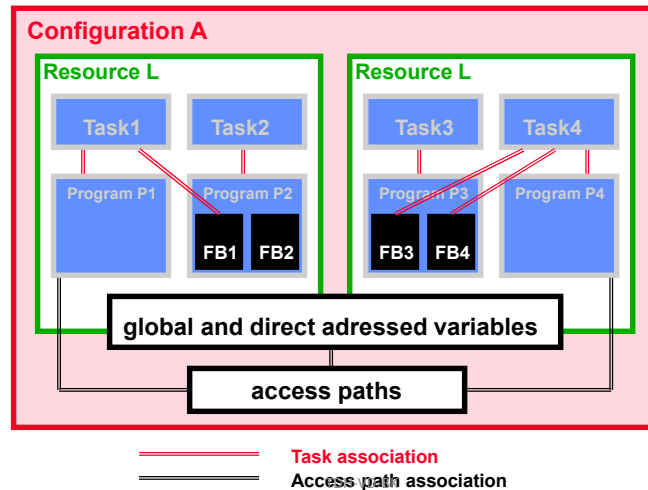 Configuration A
Resource L
Resource L
Task1
Task2
Task3
Task4
Program P1
Program P2
Program P3
Program P4
FB1
FB2
FB3
FB4
global and direct adressed variables
access paths
Task association
Access path association